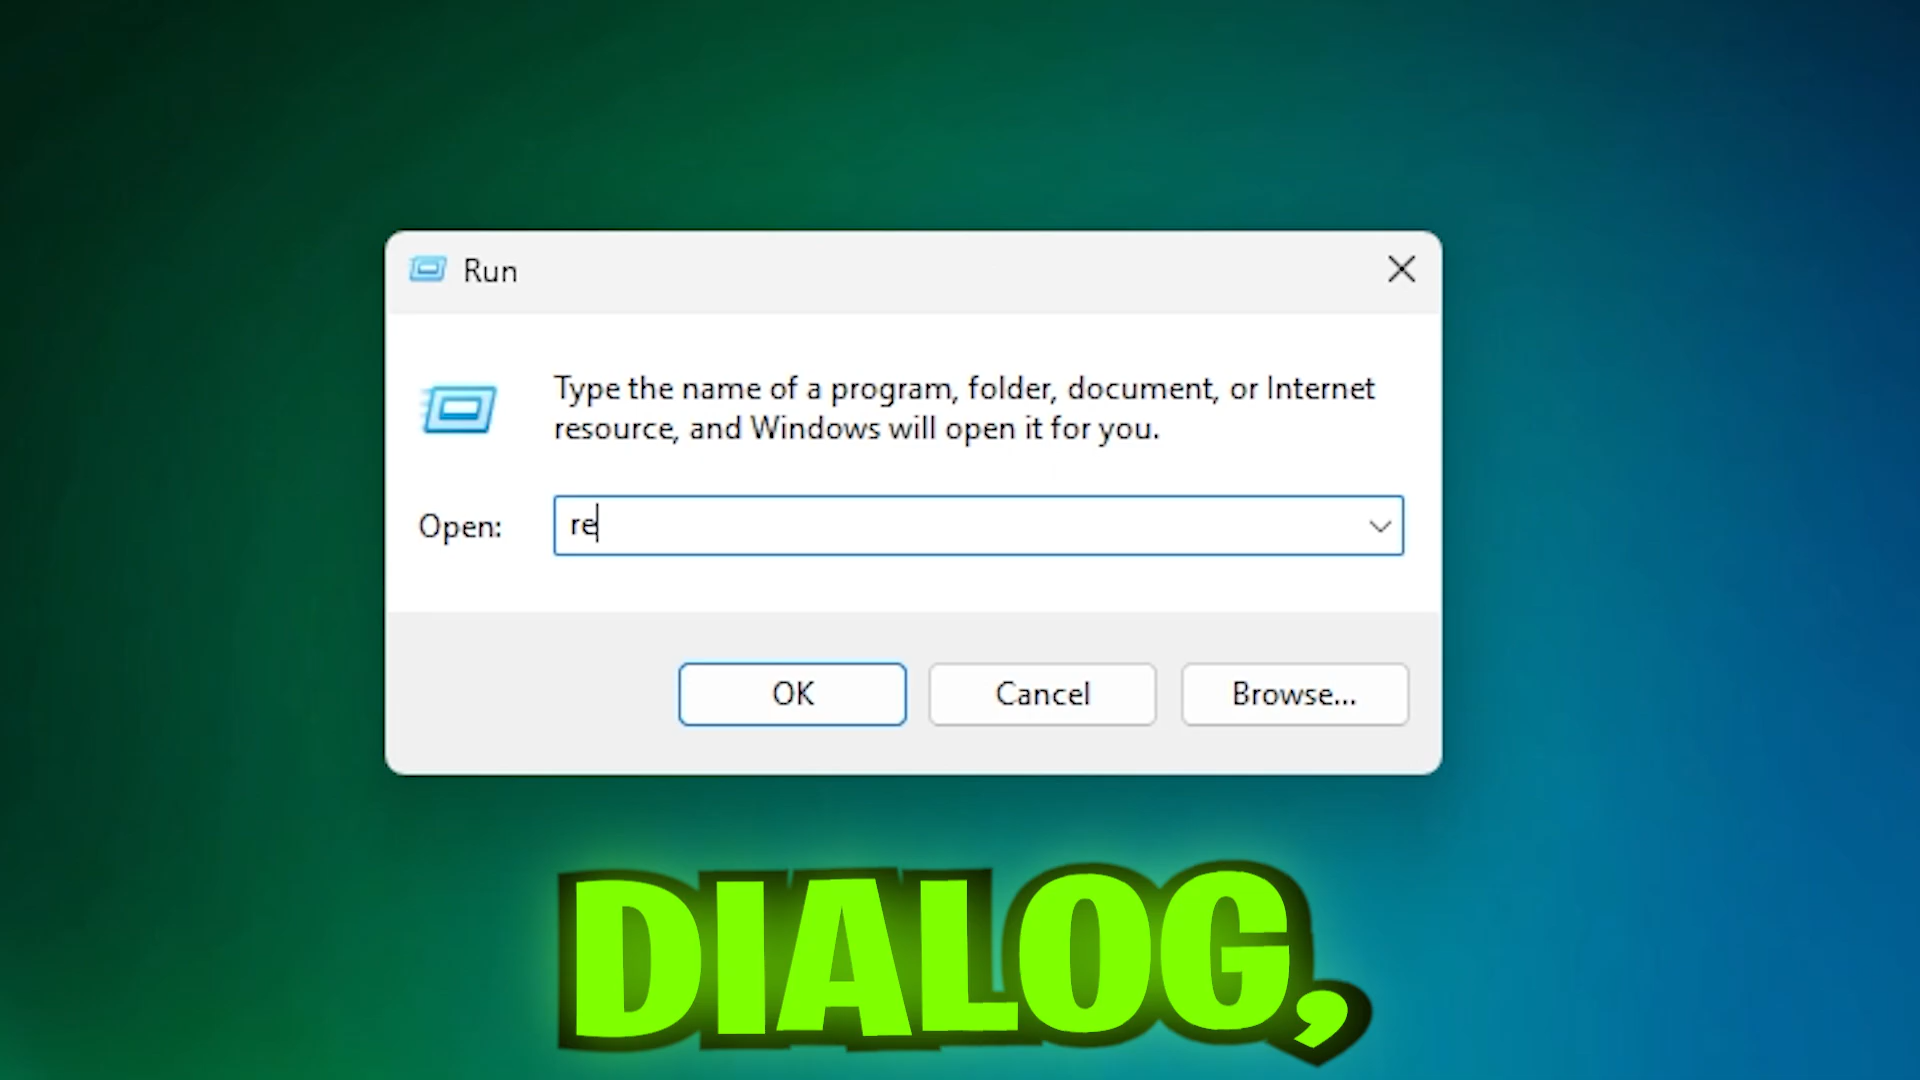 Run
Type the name of a program, folder, document, or Internet
resource, and Windows will open it for you.
Open: re
OK Cancel Browse...
DIALOG,